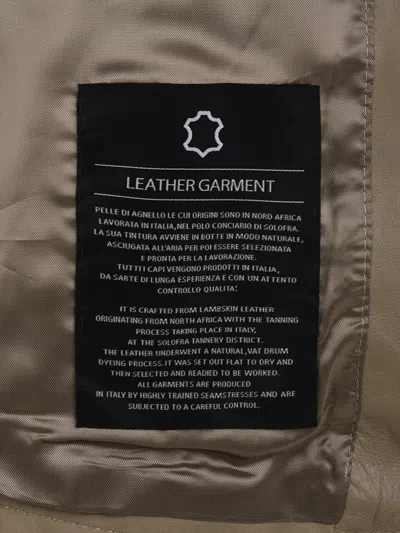 LEATHER GARMENT
PELLE DI AGNELLO LE CUI ORIGINI SONO IN NORD AFRICA
LAVORATA IN ITALIA, NEL POLO CONCIARIO DI SOLOFRA.
LA SUA TINTURA AVVIENE IN BOTTE IN MODO NATURALE,
ASCIUGATA ALL'ARIA PER POI ESSERE SELEZIONATA
E PRONTA PER LA LAVORAZIONE.
TUTTI CAPI VENGONO PRODOTTI IN ITALIA,
DA SARTE DI LUNGA ESPERIENZA E CON UN ATTENTO
CONTROLLO QUALITA'.
IT IS CRAFTED FROM LAMBSKIN LEATHER
ORIGINATING FROM NORTH AFRICA WITH THE TANNING
PROCESS TAKING PLACE IN ITALY,
AT THE SOLOFRA TANNERY DISTRICT.
THE LEATHER UNDERWENT A NATURAL, VAT DRUM
DYEING PROCESS. IT WAS SET OUT FLAT TO DRY AND
THEN SELECTED AND READIED TO BE WORKED.
ALL GARMENTS ARE PRODUCED
IN ITALY BY HIGHLY TRAINED SEAMSTRESSES AND ARE
SUBJECTED TO A CAREFUL CONTROL.